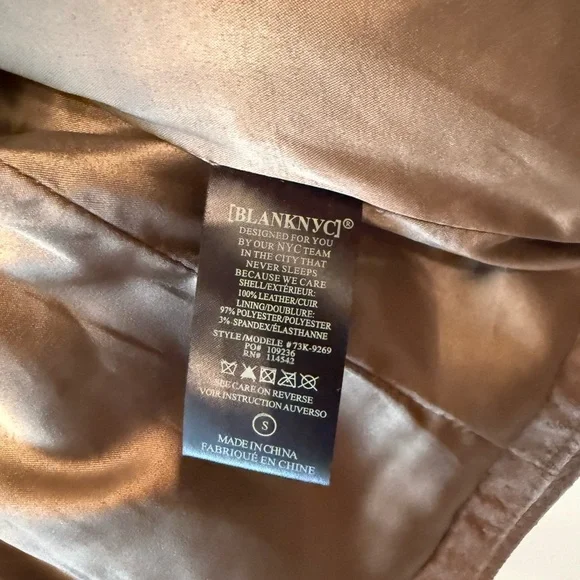 [BLANKNYC]®
DESIGNED FOR YOU
BY OUR NYC TEAM
IN THE CITY THAT
NEVER SLEEPS
BECAUSE WE CARE
SHELL/EXTÉRIEUR:
100% LEATHER/CUIR
LINING/DOUBLURE:
97% POLYESTER/POLYESTER
3% SPANDEX/ÉLASTHANNE
STYLE/MODELE #73K-9269
PO# 109236
RN# 114542
SEE CARE ON REVERSE
VOIR INSTRUCTION AUVERSO
S
MADE IN CHINA
FABRIQUÉ EN CHINE